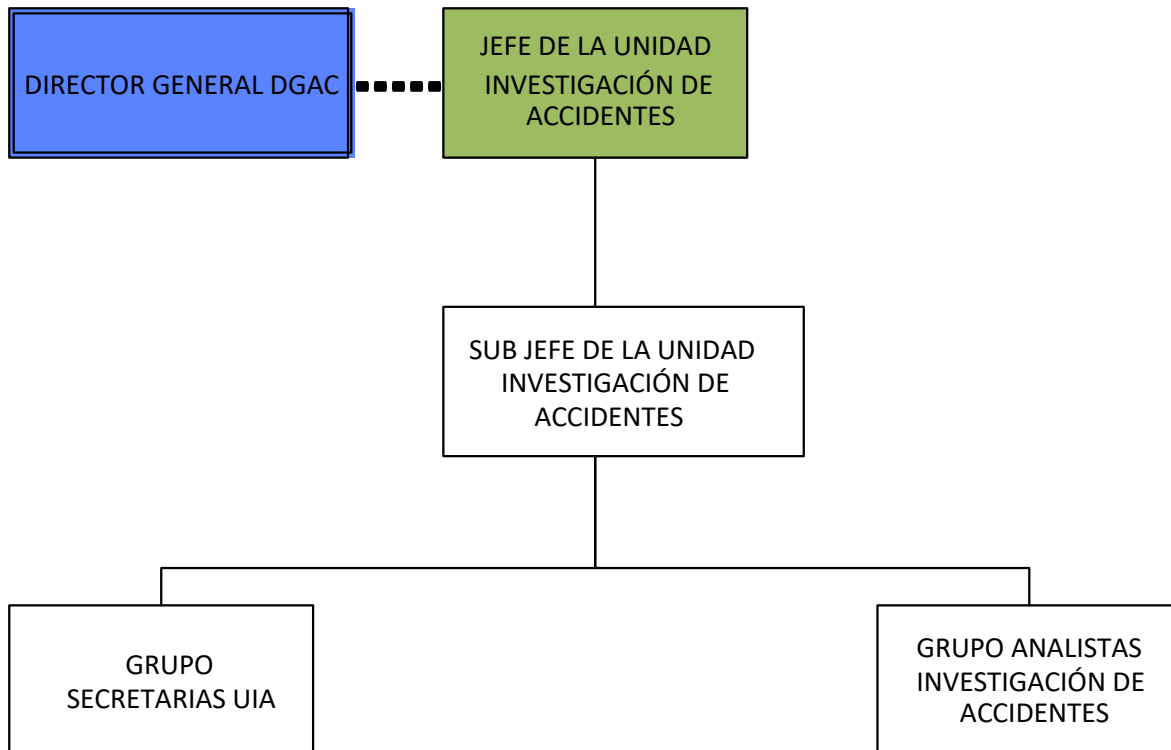 DIRECTOR GENERAL DGAC
JEFE DE LA UNIDAD
INVESTIGACIÓN DE
ACCIDENTES
SUB JEFE DE LA UNIDAD
INVESTIGACIÓN DE
ACCIDENTES
GRUPO
SECRETARIAS UIA
GRUPO ANALISTAS
INVESTIGACIÓN DE
ACCIDENTES